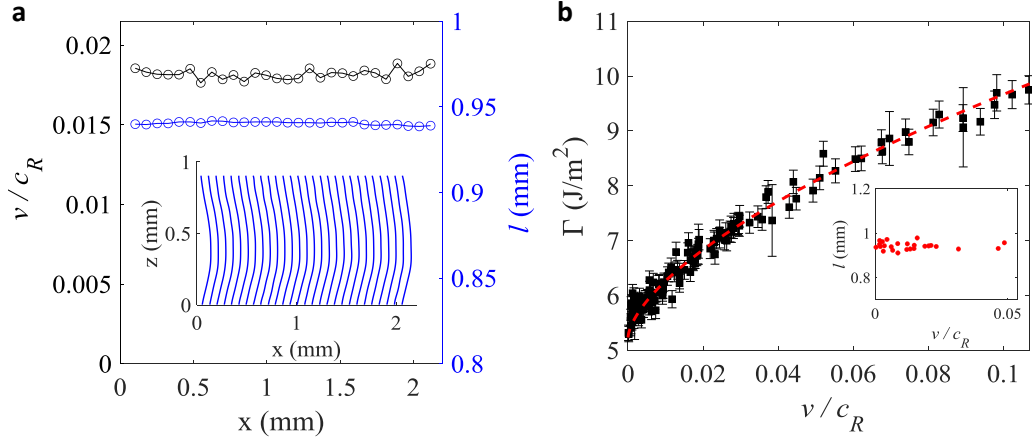 a
0.02
0.015
0.01
0.005
0
v / c_R
1
0.95
0.9
0.85
0.8
l (mm)
1
0.5
0
z (mm)
0 1 2
x (mm)
0 0.5 1 1.5 2
x (mm)
b
11
10
9
8
7
6
5
Γ (J/m²)
1.2
1
0.8
l (mm)
0 0.05
v / c_R
0 0.02 0.04 0.06 0.08 0.1
v / c_R